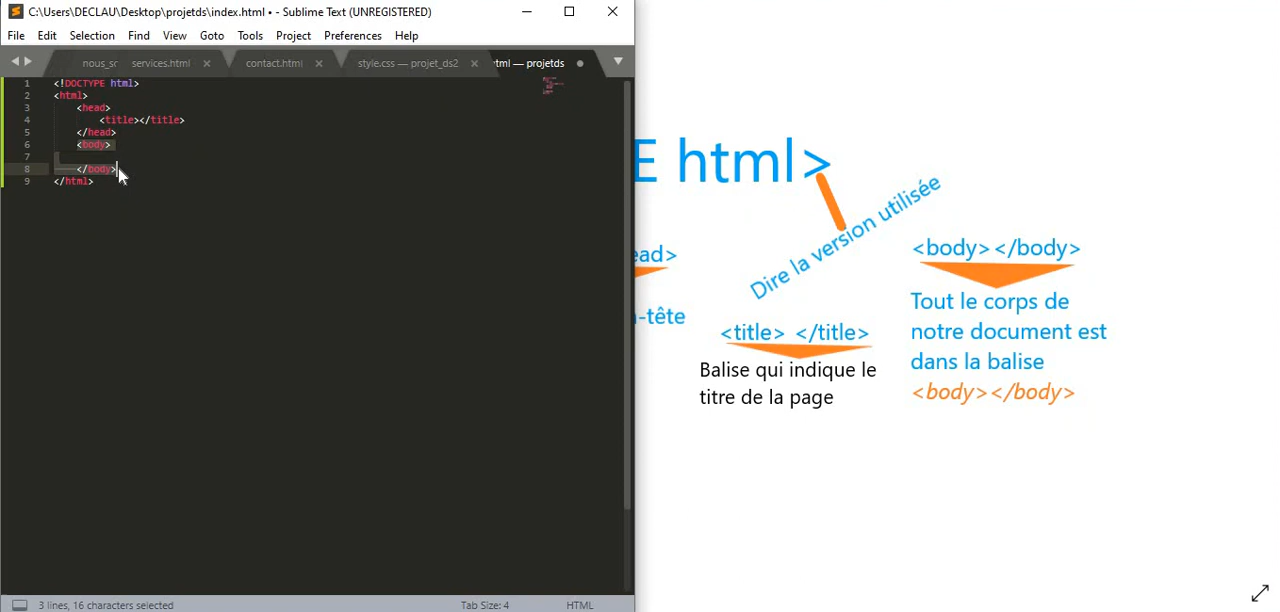 C:\Users\DECLAU\Desktop\projetds\index.html • - Sublime Text (UNREGISTERED)
File Edit Selection Find View Goto Tools Project Preferences Help
nous_sr services.html contact.html style.css — projet_ds2 tml — projetds
1 <!DOCTYPE html>
2 <html>
3 <head>
4 <title></title>
5 </head>
6 <body>
7
8 </body>
9 </html>
3 lines, 16 characters selected Tab Size: 4 HTML
E html>
Dire la version utilisée
ead>
-tête
<title> </title>
Balise qui indique le
titre de la page
<body></body>
Tout le corps de
notre document est
dans la balise
<body></body>